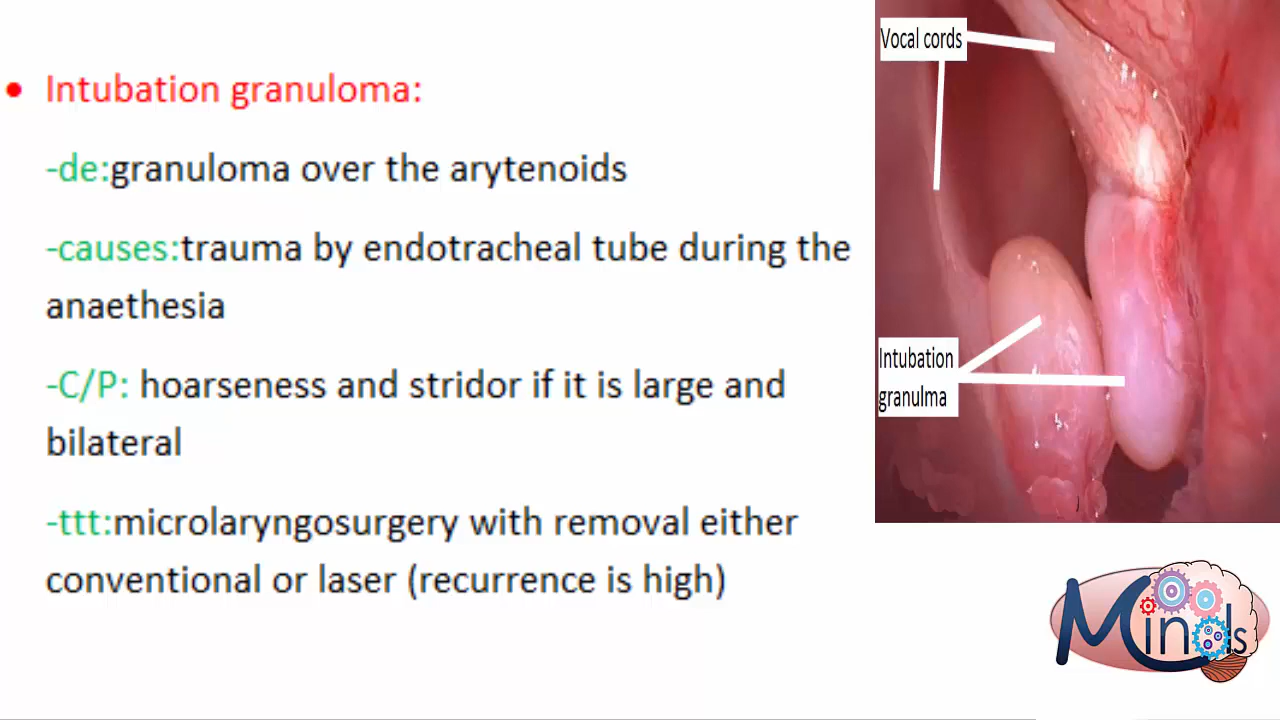 • Intubation granuloma:
-de:granuloma over the arytenoids
-causes:trauma by endotracheal tube during the
anaethesia
-C/P: hoarseness and stridor if it is large and
bilateral
-ttt:microlaryngosurgery with removal either
conventional or laser (recurrence is high)
Vocal cords
Intubation
granulma
Minds